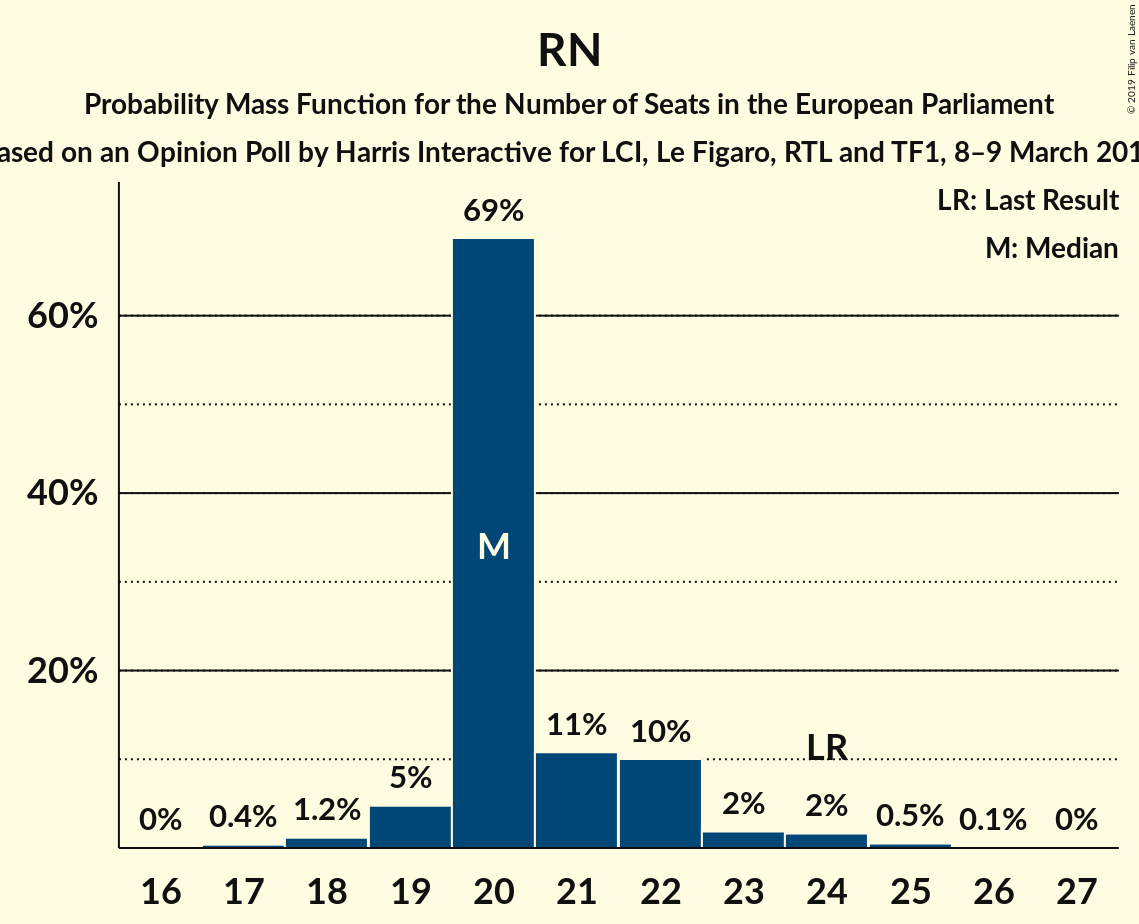 RN
Probability Mass Function for the Number of Seats in the European Parliament
ased on an Opinion Poll by Harris Interactive for LCI, Le Figaro, RTL and TF1, 8–9 March 201
© 2019 Filip van Laenen
LR: Last Result
M: Median
69%
60%
40%
M
20%
11%
10%
LR
5%
2%
2%
0%
0.4%
1.2%
0.5%
0.1%
0%
16 17 18 19 20 21 22 23 24 25 26 27